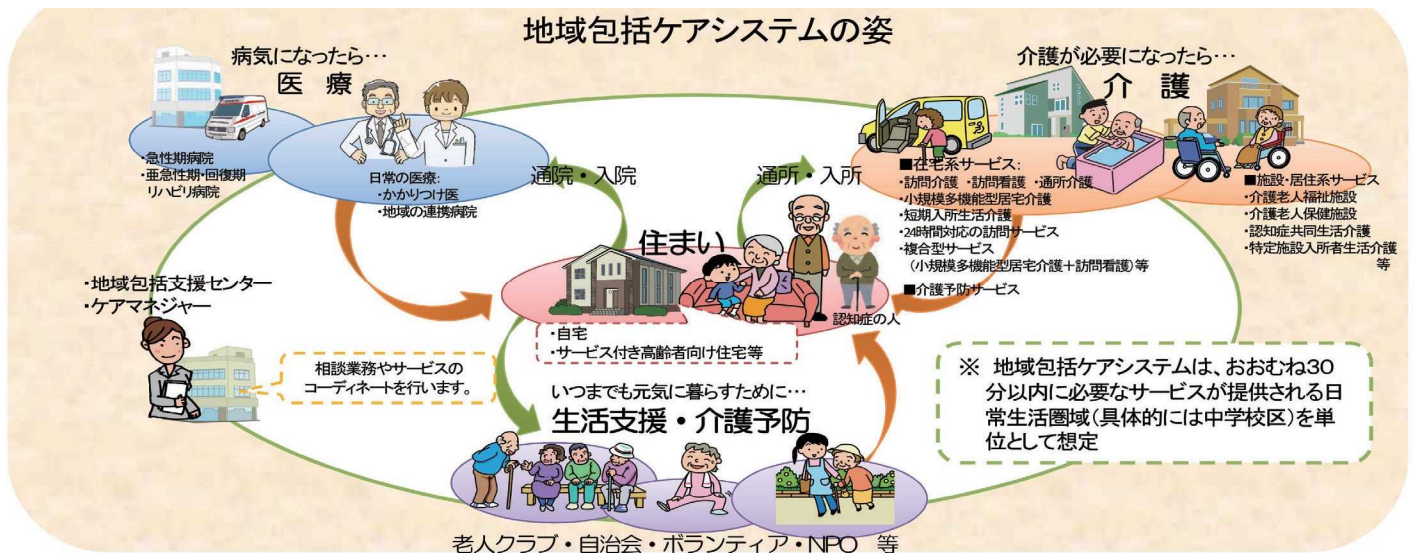 地域包括ケアシステムの姿
病気になったら…
医　療
・急性期病院
・亜急性期・回復期
リハビリ病院
日常の医療:
・かかりつけ医
・地域の連携病院
通院・入院
通所・入所
介護が必要になったら…
介　護
■在宅系サービス:
・訪問介護 ・訪問看護 ・通所介護
・小規模多機能型居宅介護
・短期入所生活介護
・24時間対応の訪問サービス
・複合型サービス
（小規模多機能型居宅介護＋訪問看護）等
■介護予防サービス
■施設・居住系サービス
・介護老人福祉施設
・介護老人保健施設
・認知症共同生活介護
・特定施設入所者生活介護
等
住まい
認知症の人
・自宅
・サービス付き高齢者向け住宅等
・地域包括支援センター
・ケアマネジャー
相談業務やサービスの
コーディネートを行います。
いつまでも元気に暮らすために…
生活支援・介護予防
老人クラブ・自治会・ボランティア・NPO 等
※ 地域包括ケアシステムは、おおむね30
分以内に必要なサービスが提供される日
常生活圏域（具体的には中学校区）を単
位として想定